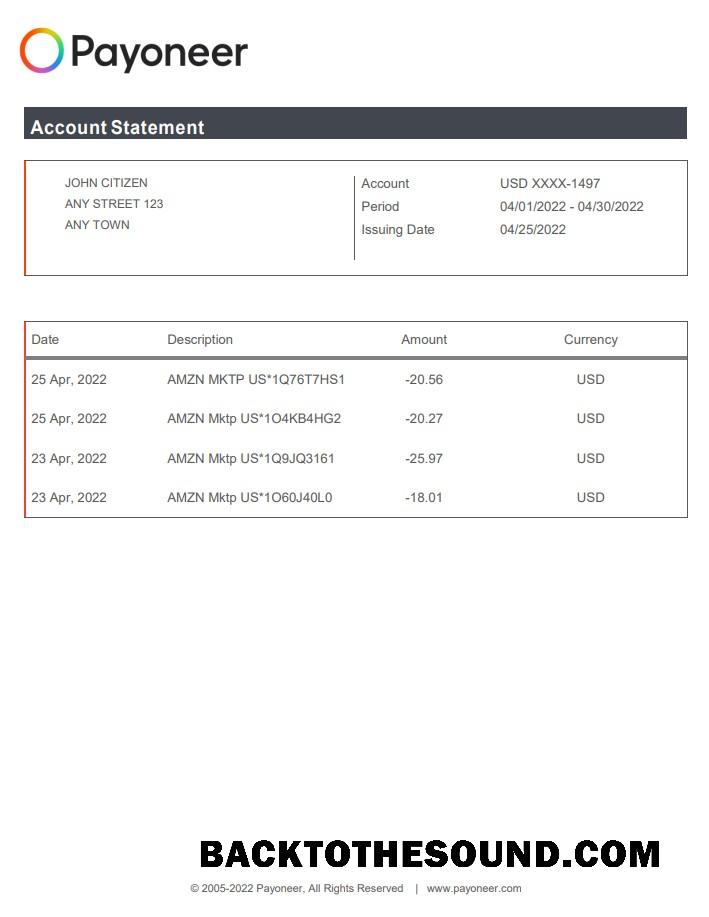 Payoneer
Account Statement
JOHN CITIZEN
ANY STREET 123
ANY TOWN
Account USD XXXX-1497
Period 04/01/2022 - 04/30/2022
Issuing Date 04/25/2022
Date Description Amount Currency
25 Apr, 2022 AMZN MKTP US*1Q76T7HS1 -20.56 USD
25 Apr, 2022 AMZN Mktp US*1O4KB4HG2 -20.27 USD
23 Apr, 2022 AMZN Mktp US*1Q9JQ3161 -25.97 USD
23 Apr, 2022 AMZN Mktp US*1O60J40L0 -18.01 USD
BACKTOTHESOUND.COM
© 2005-2022 Payoneer, All Rights Reserved | www.payoneer.com